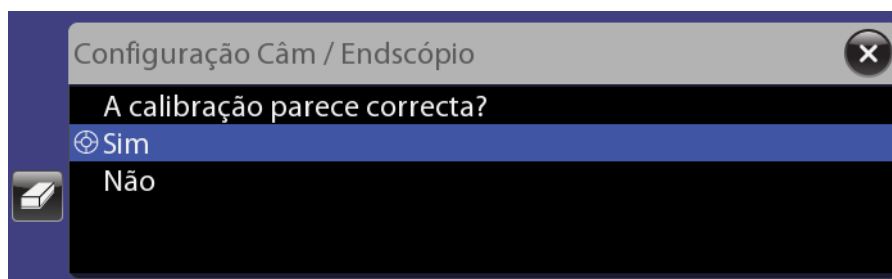 Configuração Câm / Endscópio
A calibração parece correcta?
Sim
Não